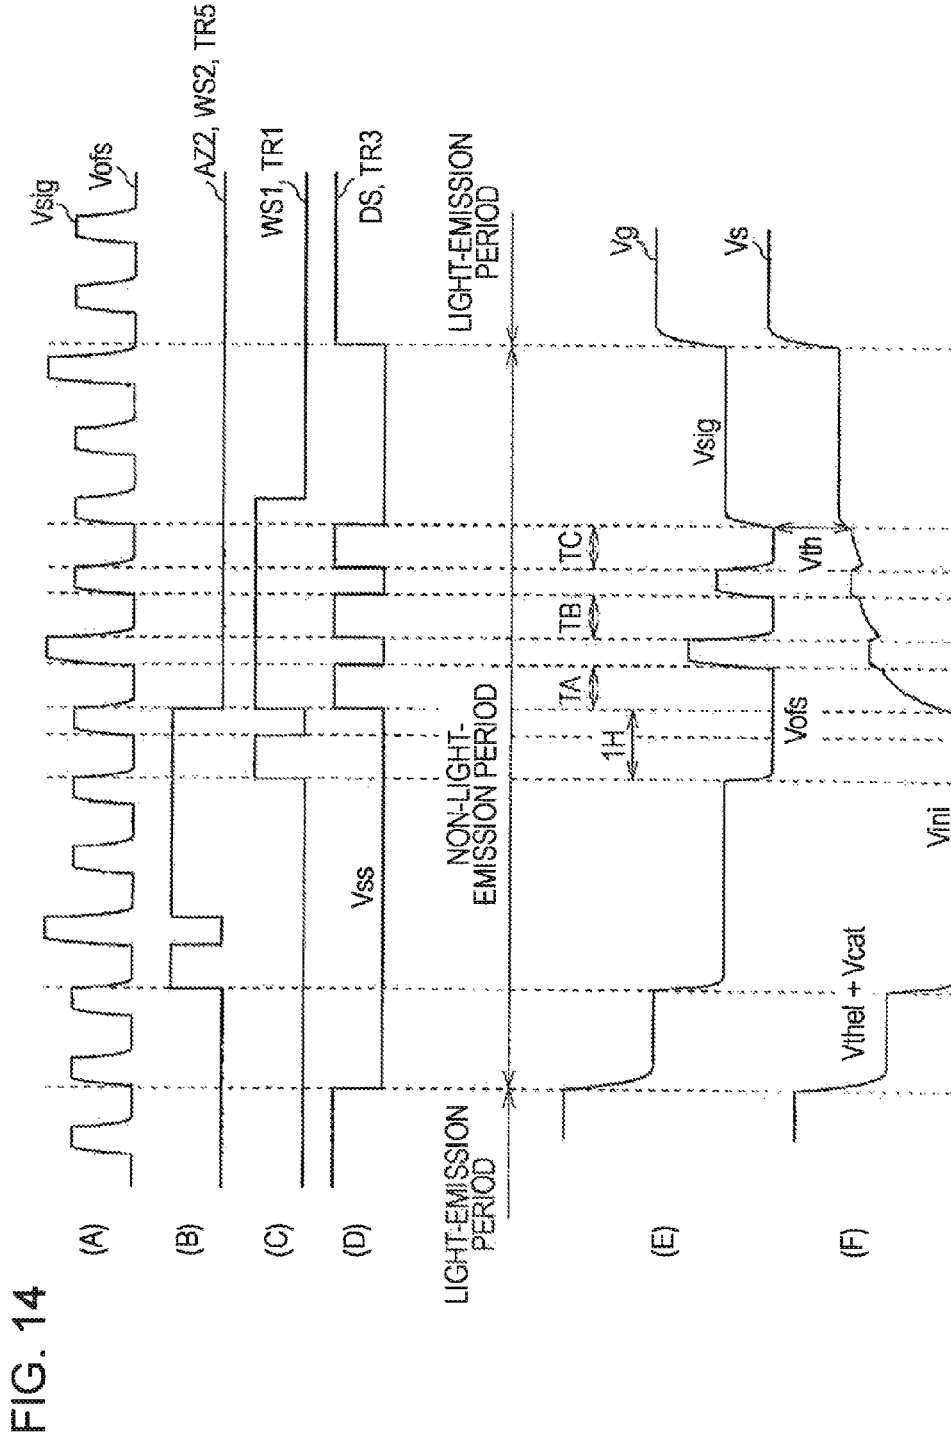 FIG. 14
(A)
Vsig
Vofs
(B)
AZ2, WS2, TR5
(C)
WS1, TR1
(D)
Vss
DS, TR3
LIGHT-EMISSION
PERIOD
NON-LIGHT-
EMISSION PERIOD
LIGHT-EMISSION
PERIOD
1H
TA
TB
TC
(E)
Vofs
Vsig
Vg
(F)
Vthel + Vcat
Vini
Vth
Vs